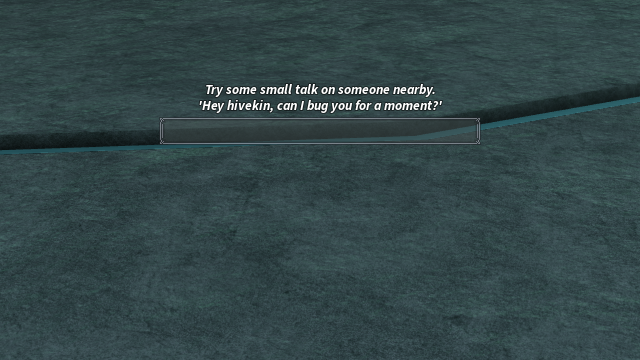 Try some small talk on someone nearby.
'Hey hivekin, can I bug you for a moment?'